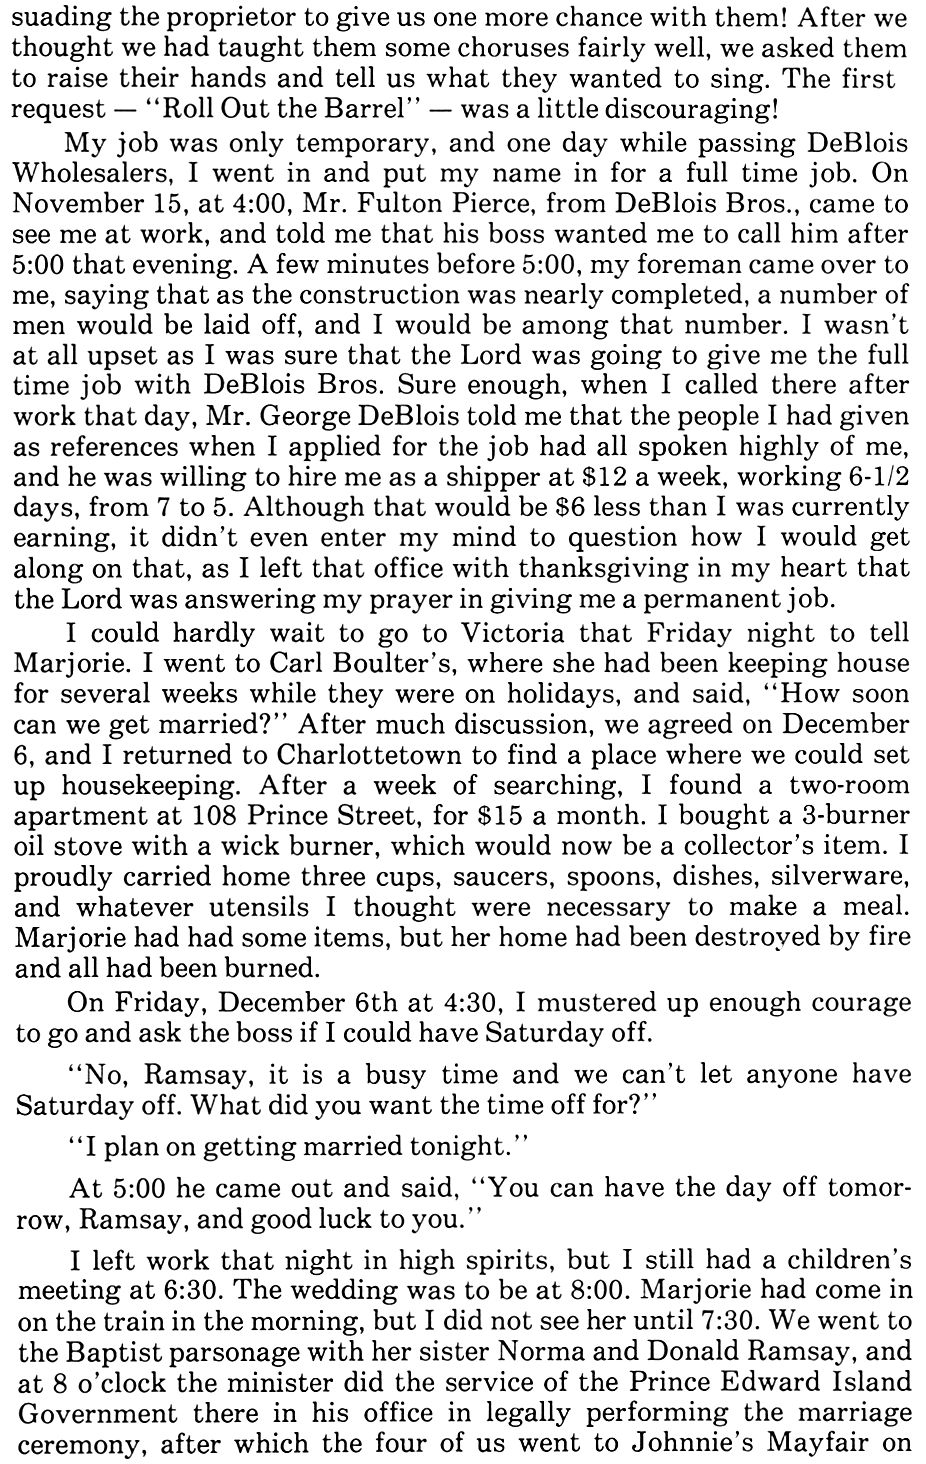 suading the proprietor to give us one more chance with them! After we
thought we had taught them some choruses fairly well, we asked them
to raise their hands and tell us what they wanted to sing. The first
request — ‘‘Roll Out the Barrel’’ — was a little discouraging!
My job was only temporary, and one day while passing DeBlois
Wholesalers, I went in and put my name in for a full time job. On
November 15, at 4:00, Mr. Fulton Pierce, from DeBlois Bros., came to
see me at work, and told me that his boss wanted me to call him after
5:00 that evening. A few minutes before 5:00, my foreman came over to
me, saying that as the construction was nearly completed, a number of
men would be laid off, and I would be among that number. I wasn’t
at all upset as I was sure that the Lord was going to give me the full
time job with DeBlois Bros. Sure enough, when I called there after
work that day, Mr. George DeBlois told me that the people I had given
as references when I applied for the job had all spoken highly of me,
and he was willing to hire me as a shipper at $12 a week, working 6-1/2
days, from 7 to 5. Although that would be $6 less than I was currently
earning, it didn’t even enter my mind to question how I would get
along on that, as I left that office with thanksgiving in my heart that
the Lord was answering my prayer in giving me a permanent job.
I could hardly wait to go to Victoria that Friday night to tell
Marjorie. I went to Carl Boulter’s, where she had been keeping house
for several weeks while they were on holidays, and said, ‘‘How soon
can we get married?’’ After much discussion, we agreed on December
6, and I returned to Charlottetown to find a place where we could set
up housekeeping. After a week of searching, I found a two-room
apartment at 108 Prince Street, for $15 a month. I bought a 3-burner
oil stove with a wick burner, which would now be a collector’s item. I
proudly carried home three cups, saucers, spoons, dishes, silverware,
and whatever utensils I thought were necessary to make a meal.
Marjorie had had some items, but her home had been destroyed by fire
and all had been burned.
On Friday, December 6th at 4:30, I mustered up enough courage
to go and ask the boss if I could have Saturday off.
‘‘No, Ramsay, it is a busy time and we can’t let anyone have
Saturday off. What did you want the time off for?’’
‘‘I plan on getting married tonight.’’
At 5:00 he came out and said, ‘‘You can have the day off tomor-
row, Ramsay, and good luck to you.’’
I left work that night in high spirits, but I still had a children’s
meeting at 6:30. The wedding was to be at 8:00. Marjorie had come in
on the train in the morning, but I did not see her until 7:30. We went to
the Baptist parsonage with her sister Norma and Donald Ramsay, and
at 8 o’clock the minister did the service of the Prince Edward Island
Government there in his office in legally performing the marriage
ceremony, after which the four of us went to Johnnie’s Mayfair on